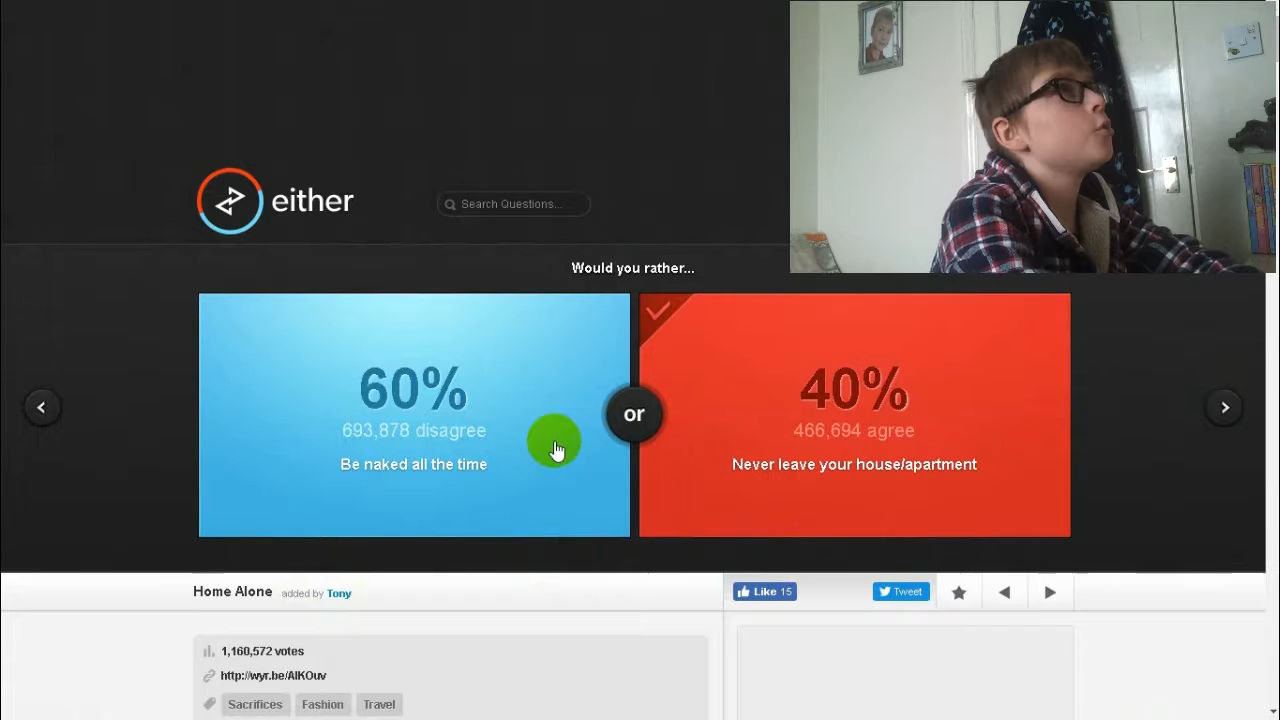 either
Search Questions...
Would you rather...
60%
693,878 disagree
Be naked all the time
or
40%
466,694 agree
Never leave your house/apartment
Home Alone added by Tony
Like 15
Tweet
1,160,572 votes
http://wyr.be/AIKOuv
Sacrifices Fashion Travel